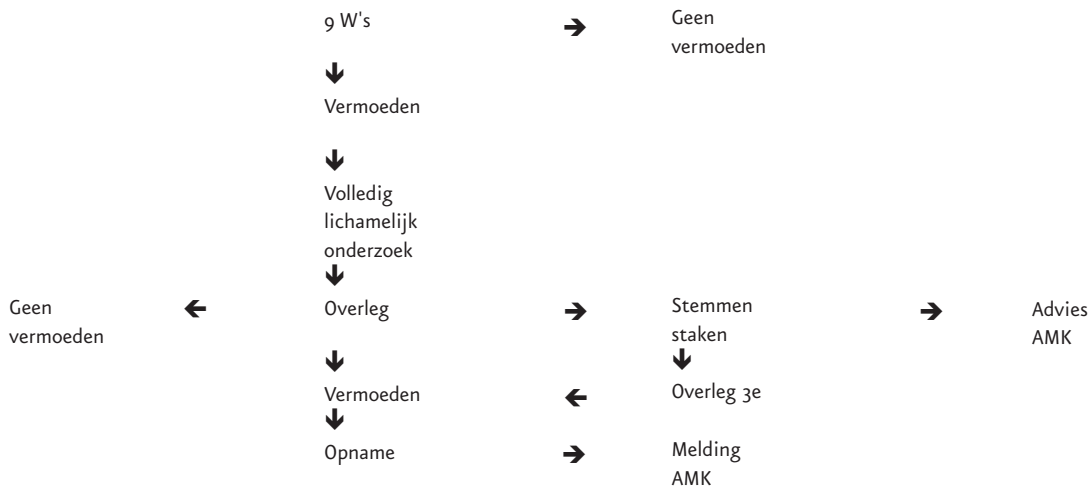 9 W's
Geen
vermoeden
Vermoeden
Volledig
lichamelijk
onderzoek
Geen
vermoeden
Overleg
Stemmen
staken
Advies
AMK
Vermoeden
Overleg 3e
Opname
Melding
AMK